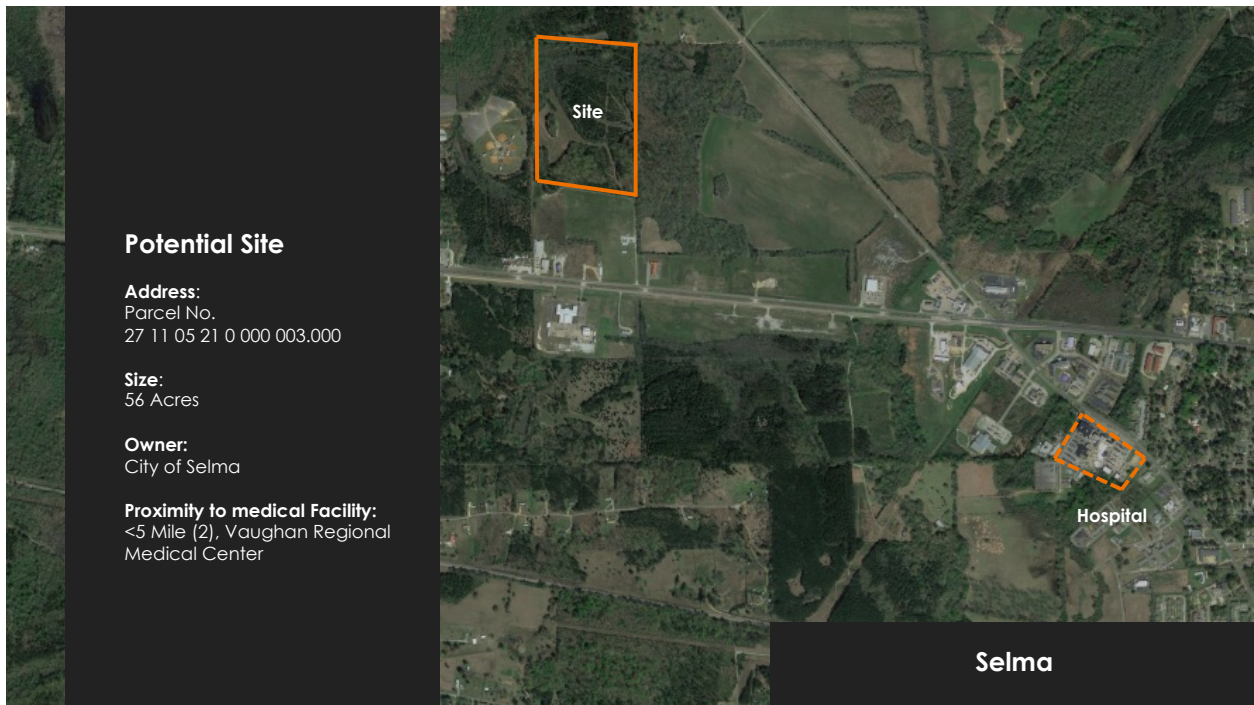 Potential Site
Address:
Parcel No.
27 11 05 21 0 000 003.000
Size:
56 Acres
Owner:
City of Selma
Proximity to medical Facility:
<5 Mile (2), Vaughan Regional
Medical Center
Site
Hospital
Selma